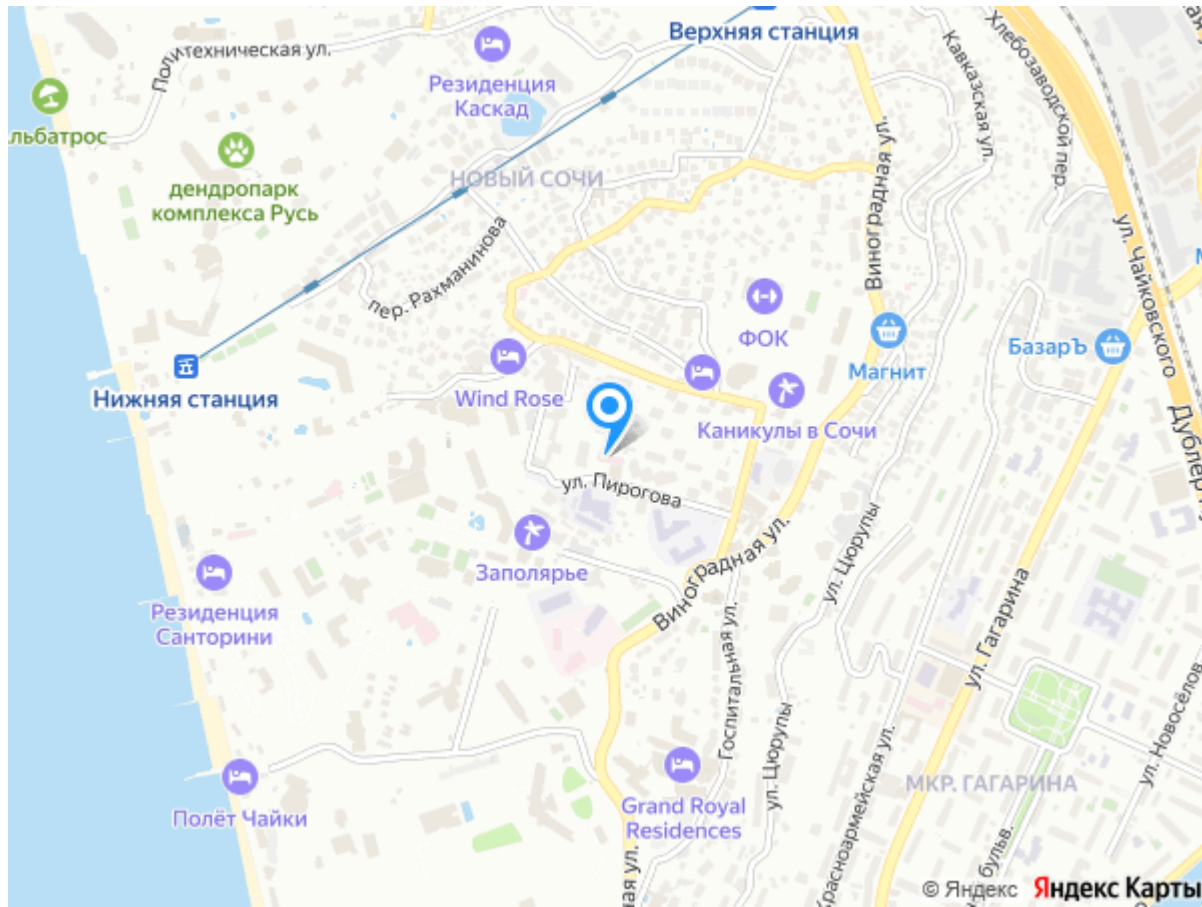 Политехническая ул.
Верхняя станция
Хлебозаводской пер.
Кавказская ул.
Резиденция
Каскад
льбатрос
дендропарк
комплекса Русь
НОВЫЙ СОЧИ
Виноградная ул.
ул. Чайковского
пер. Рахманинова
ФОК
БазарЪ
Магнит
Нижняя станция
Wind Rose
Каникулы в Сочи
Дублер
ул. Пирогова
Виноградная ул.
ул. Цюрупы
Заполярье
ул. Гагарина
Резиденция
Санторини
Госпитальная ул.
ул. Цюрупы
Красноармейская ул.
ул. Новосёлов
МКР. ГАГАРИНА
Полёт Чайки
Grand Royal
Residences
ная ул.
бульв.
© Яндекс Яндекс Карты